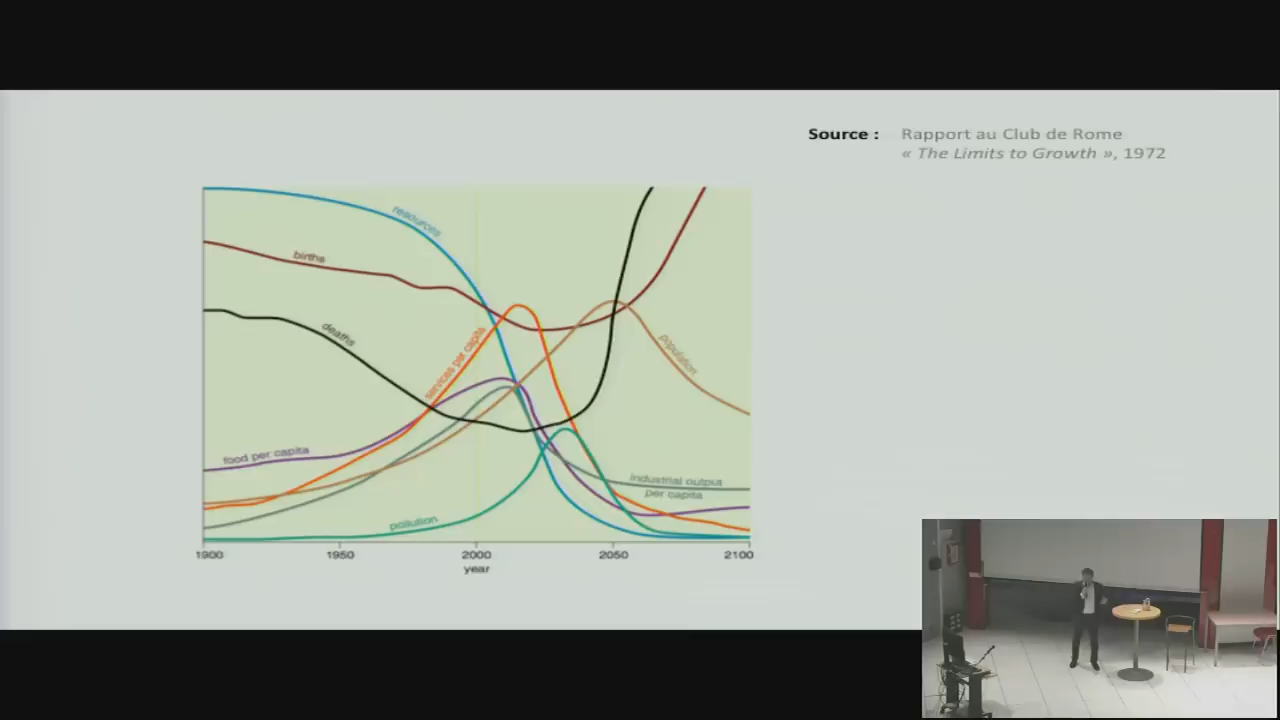 Source : Rapport au Club de Rome
« The Limits to Growth », 1972
resources
births
deaths
services per capita
population
food per capita
industrial output
per capita
pollution
1900 1950 2000 2050 2100
year